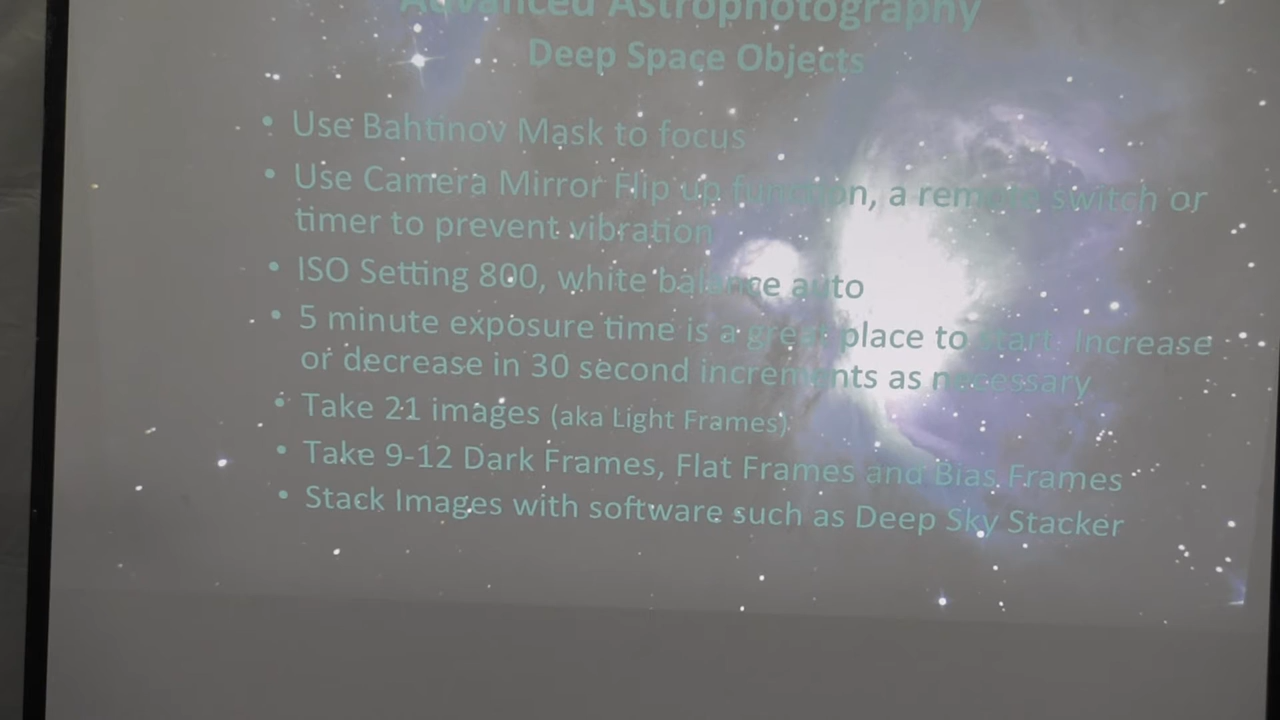 Advanced Astrophotography
Deep Space Objects
• Use Bahtinov Mask to focus
• Use Camera Mirror Flip up function, a remote switch or
timer to prevent vibration
• ISO Setting 800, white balance auto
• 5 minute exposure time is a great place to start. Increase
or decrease in 30 second increments as necessary
• Take 21 images (aka Light Frames).
• Take 9-12 Dark Frames, Flat Frames and Bias Frames
• Stack Images with software such as Deep Sky Stacker